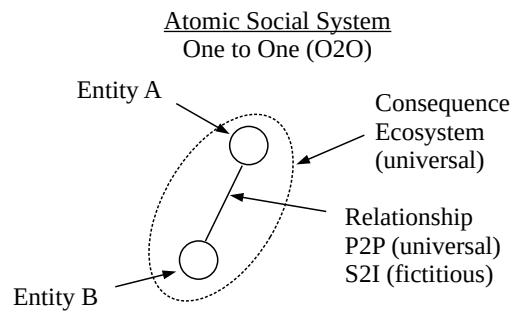 Atomic Social System
One to One (O2O)
Entity A
Consequence
Ecosystem
(universal)
Relationship
P2P (universal)
S2I (fictitious)
Entity B